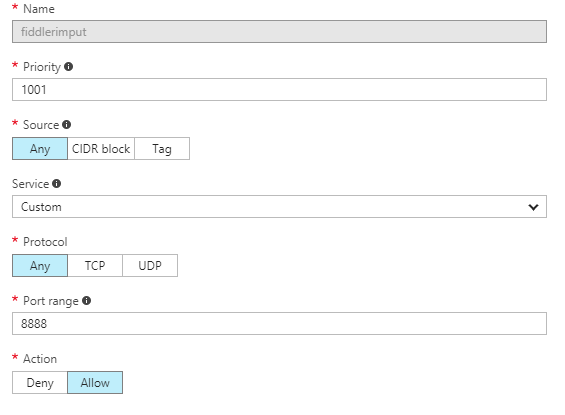 * Name
fiddlerimput
* Priority
1001
* Source
Any CIDR block Tag
Service
Custom
* Protocol
Any TCP UDP
* Port range
8888
* Action
Deny Allow